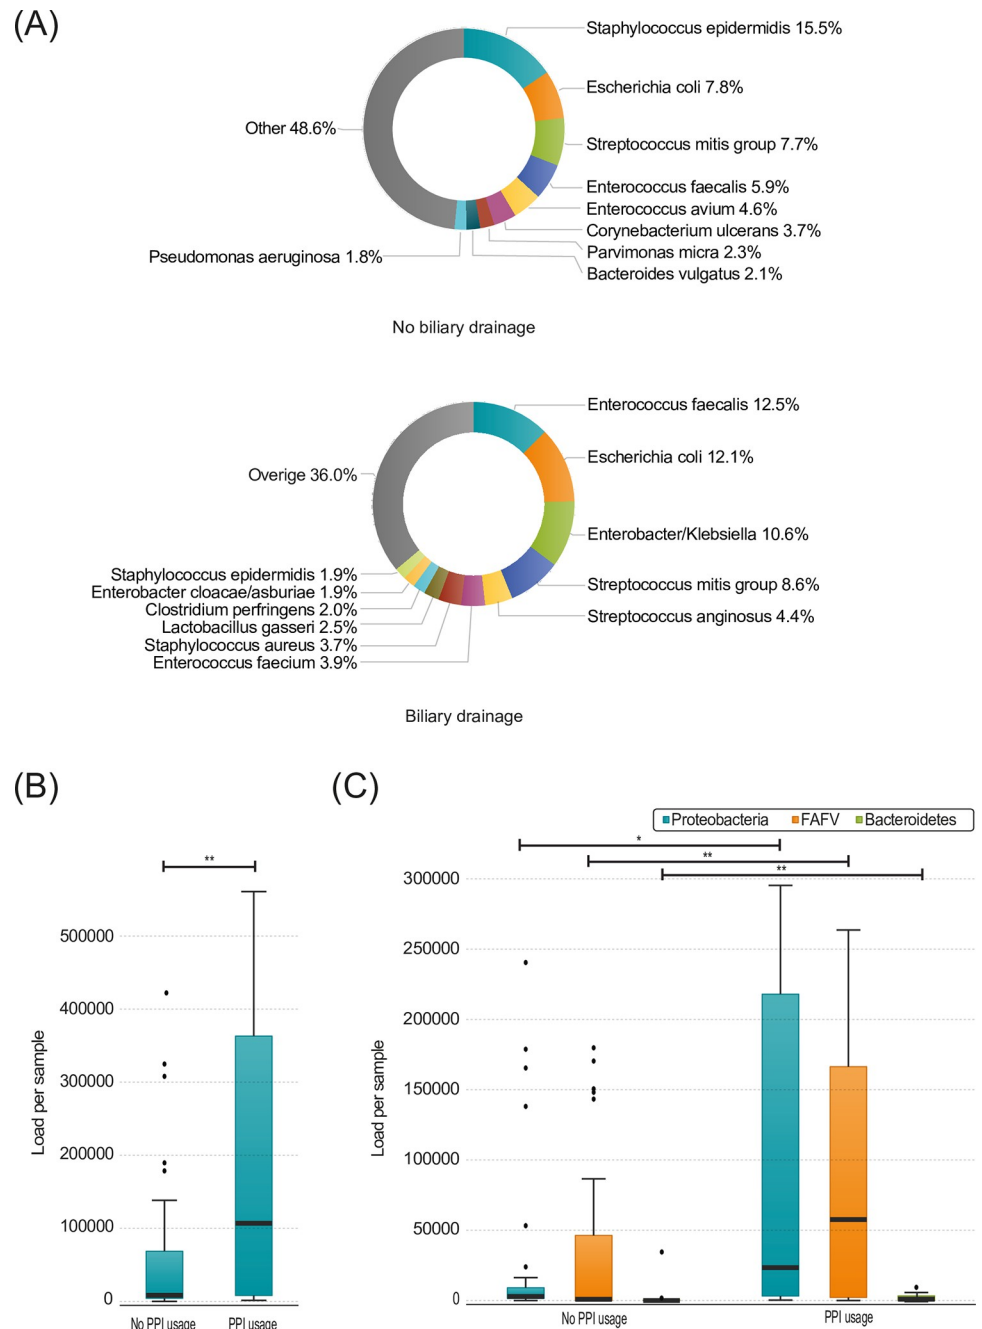 (A)
Staphylococcus epidermidis 15.5%
Escherichia coli 7.8%
Other 48.6%
Streptococcus mitis group 7.7%
Enterococcus faecalis 5.9%
Enterococcus avium 4.6%
Corynebacterium ulcerans 3.7%
Parvimonas micra 2.3%
Pseudomonas aeruginosa 1.8%
Bacteroides vulgatus 2.1%
No biliary drainage
Enterococcus faecalis 12.5%
Escherichia coli 12.1%
Overige 36.0%
Enterobacter/Klebsiella 10.6%
Staphylococcus epidermidis 1.9%
Streptococcus mitis group 8.6%
Enterobacter cloacae/asburiae 1.9%
Clostridium perfringens 2.0%
Streptococcus anginosus 4.4%
Lactobacillus gasseri 2.5%
Staphylococcus aureus 3.7%
Enterococcus faecium 3.9%
Biliary drainage
(B)
**
500000
400000
300000
200000
100000
0
Load per sample
No PPI usage PPI usage
(C)
Proteobacteria FAFV Bacteroidetes
*
**
**
300000
250000
200000
150000
100000
50000
0
Load per sample
No PPI usage PPI usage